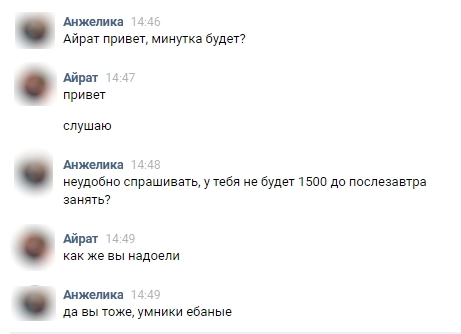 Анжелика 14:46
Айрат привет, минутка будет?
Айрат 14:47
привет
слушаю
Анжелика 14:48
неудобно спрашивать, у тебя не будет 1500 до послезавтра
занять?
Айрат 14:49
как же вы надоели
Анжелика 14:49
да вы тоже, умники ебаные